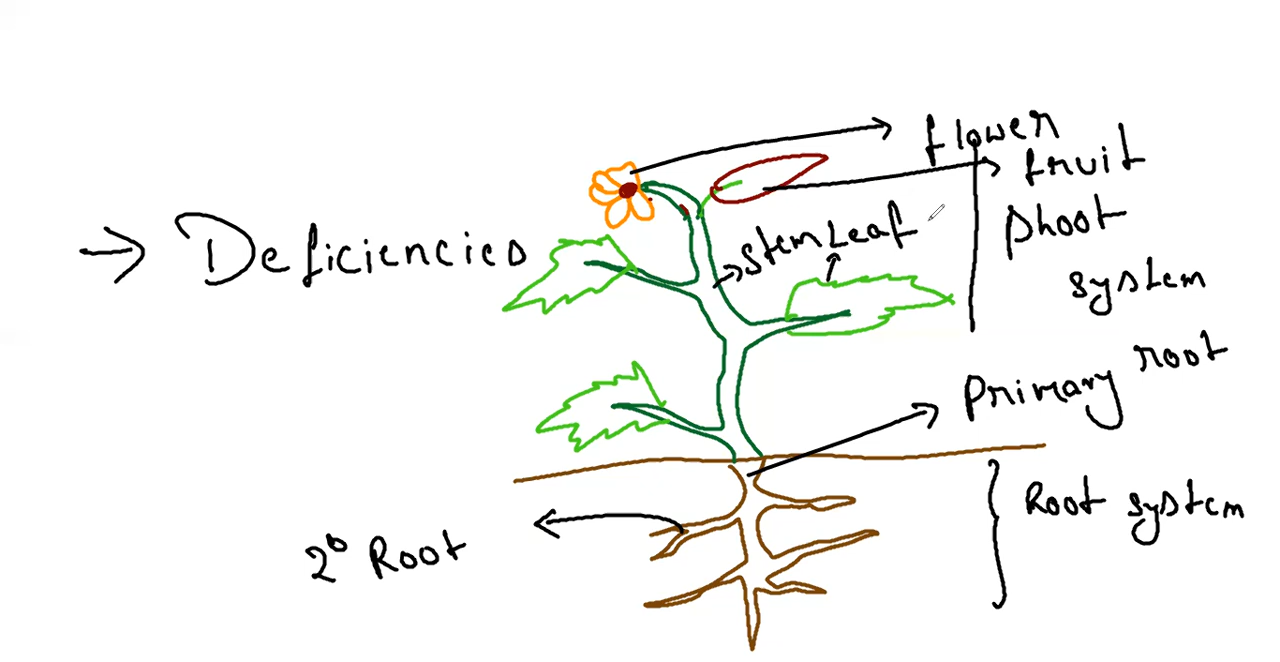 flower
fruit
→ Deficiencies
stem Leaf
shoot
system
Primary root
Root system
2° Root